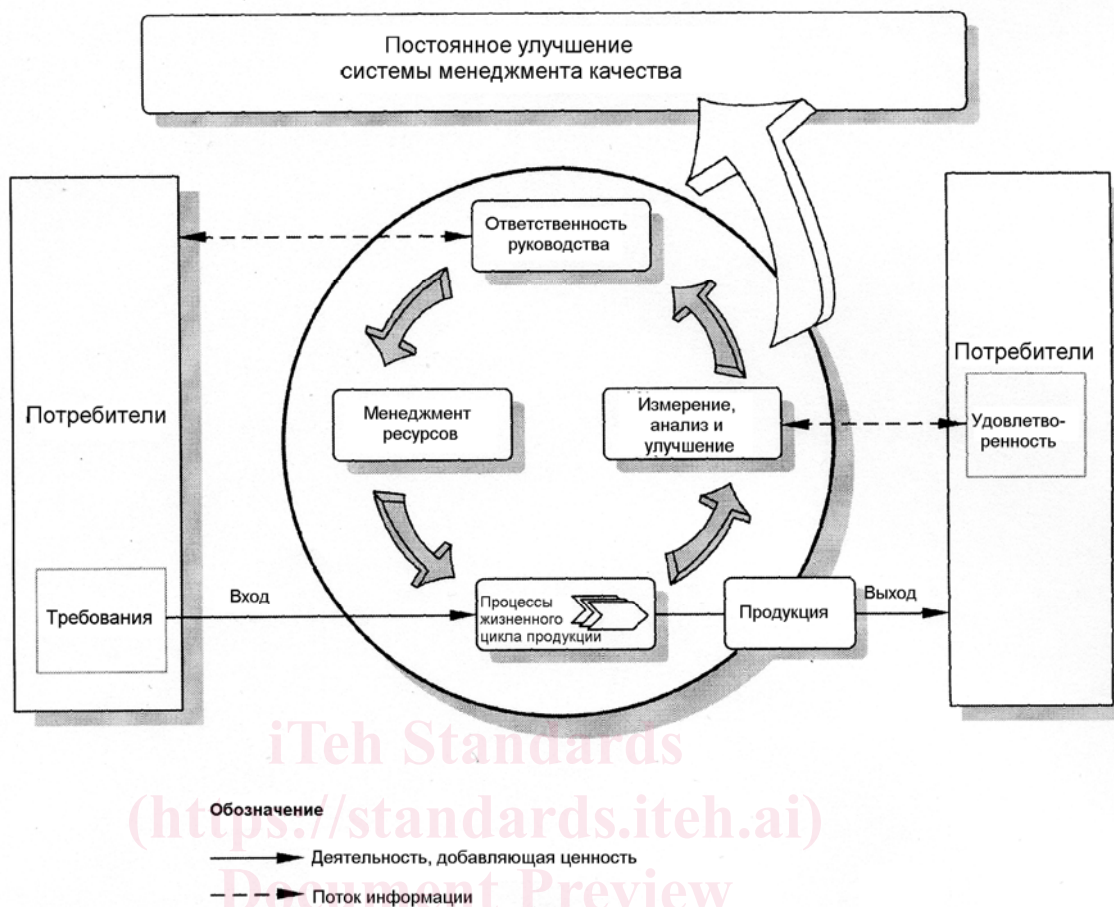 Постоянное улучшение
системы менеджмента качества
Ответственность
руководства
Потребители
Менеджмент
ресурсов
Измерение,
анализ и
улучшение
Потребители
Удовлетво-
ренность
Требования
Вход
Процессы
жизненного
цикла продукции
Продукция
Выход
iTeh Standards
Обозначение
(https://standards.iteh.ai)
Деятельность, добавляющая ценность
Document Preview
Поток информации